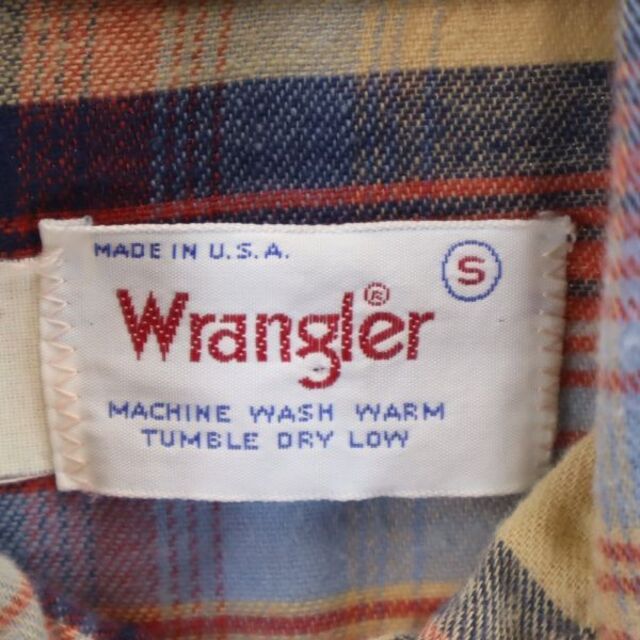 MADE IN U.S.A.
S
Wrangler®
MACHINE WASH WARM
TUMBLE DRY LOW